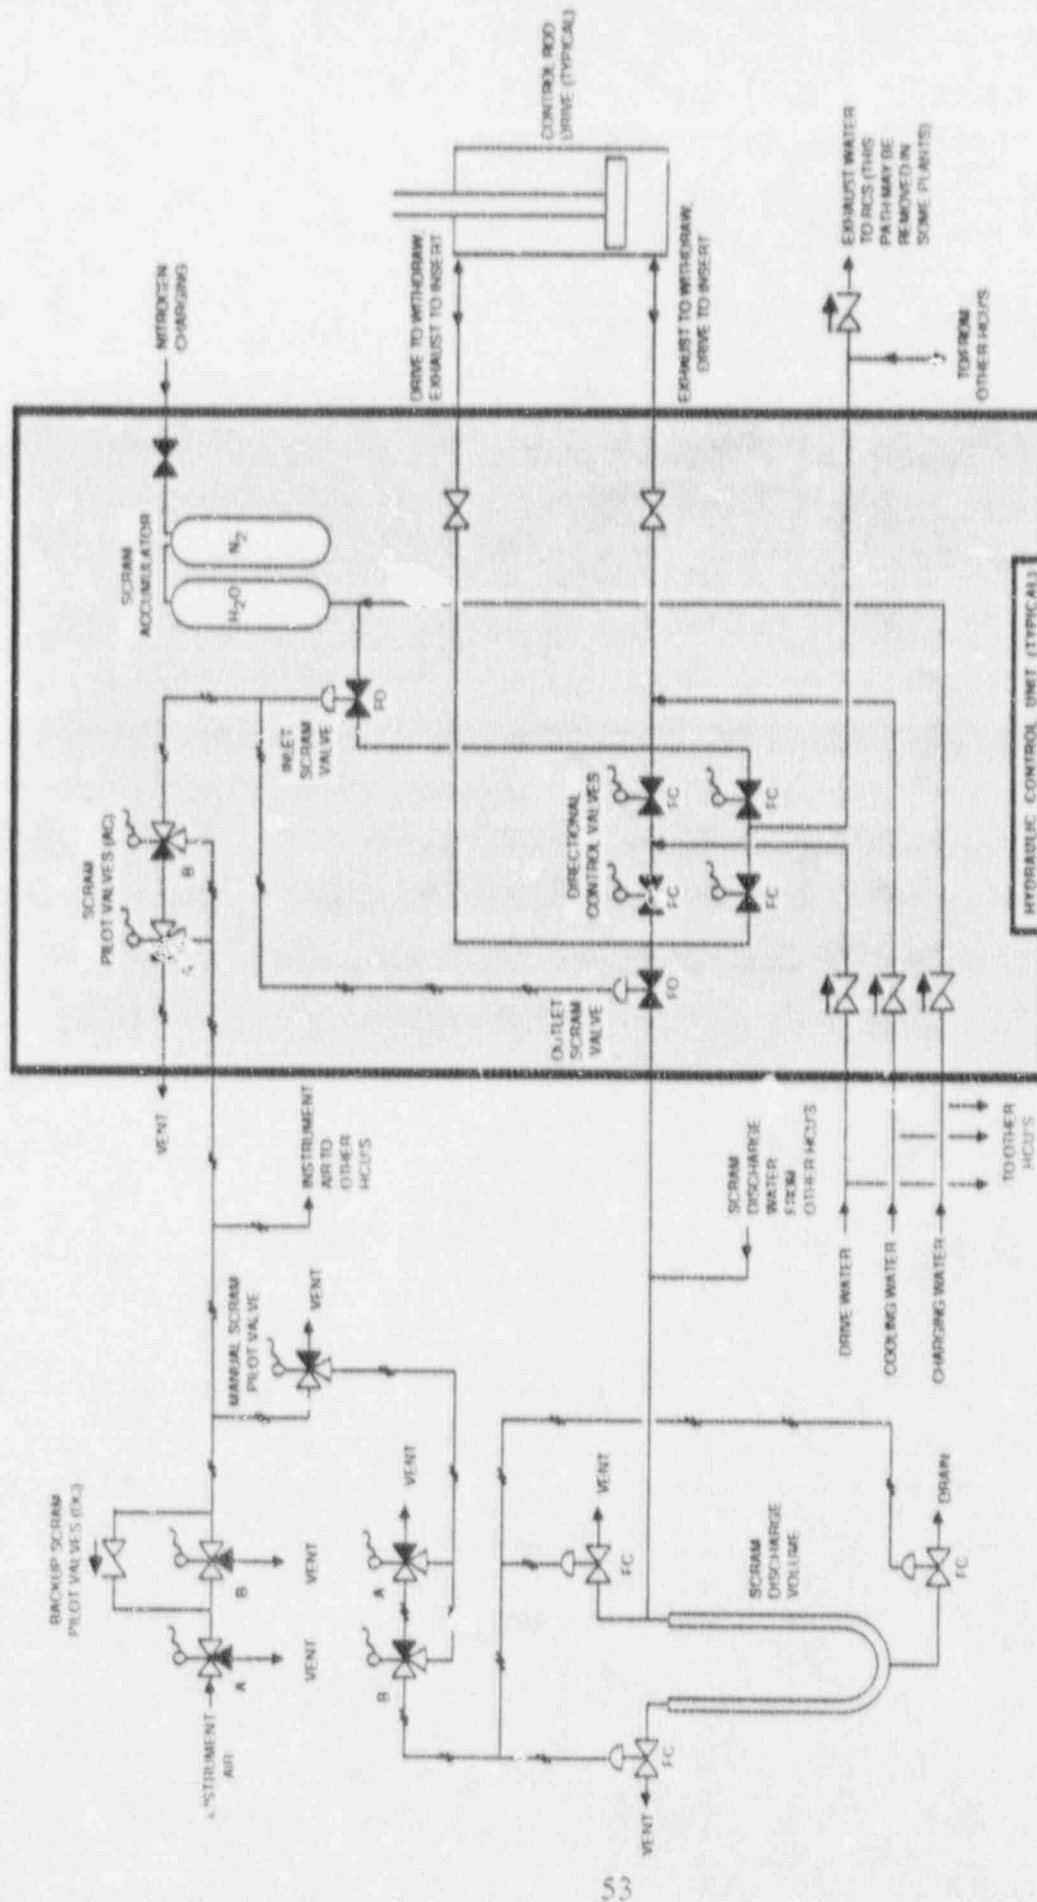 BACKUP SCRAM
PILOT VALVES (DC)
INSTRUMENT
AIR
A
VENT
B
VENT
MANUAL SCRAM
PILOT VALVE
VENT
INSTRUMENT
AIR TO
OTHER
HCU'S
VENT
SCRAM
PILOT VALVES (AC)
A
B
SCRAM
ACCUMULATOR
H2O
N2
NITROGEN
CHARGING
INLET
SCRAM
VALVE
FO
B
A
VENT
VENT
FC
VENT
FC
SCRAM
DISCHARGE
VOLUME
DRAIN
FC
SCRAM
DISCHARGE
WATER
FROM
OTHER HCU'S
OUTLET
SCRAM
VALVE
FO
DIRECTIONAL
CONTROL VALVES
FC
FC
FC
FC
DRIVE TO WITHDRAW,
EXHAUST TO INSERT
CONTROL ROD
DRIVE (TYPICAL)
EXHAUST TO WITHDRAW,
DRIVE TO INSERT
DRIVE WATER
COOLING WATER
CHARGING WATER
TO OTHER
HCU'S
EXHAUST WATER
TO RCS (THIS
PATH MAY BE
REMOVED IN
SOME PLANTS)
TO/FROM
OTHER HCU'S
HYDRAULIC CONTROL UNIT (TYPICAL)
53